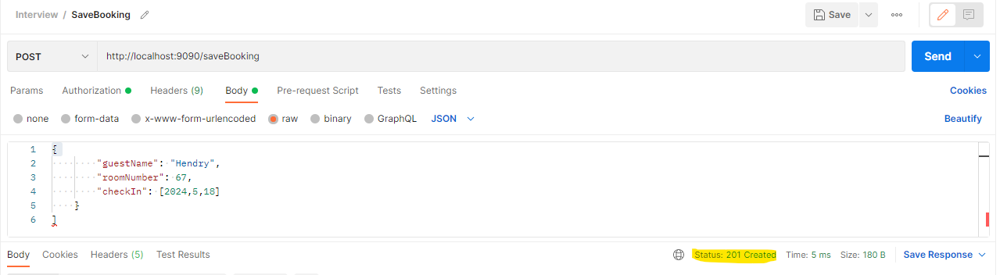 Interview / SaveBooking
Save
POST
http://localhost:9090/saveBooking
Send
Params Authorization Headers (9) Body Pre-request Script Tests Settings Cookies
none form-data x-www-form-urlencoded raw binary GraphQL JSON Beautify
1 {
2 "guestName": "Hendry",
3 "roomNumber": 67,
4 "checkIn": [2024,5,18]
5 }
6 ]
Body Cookies Headers (5) Test Results Status: 201 Created Time: 5 ms Size: 180 B Save Response